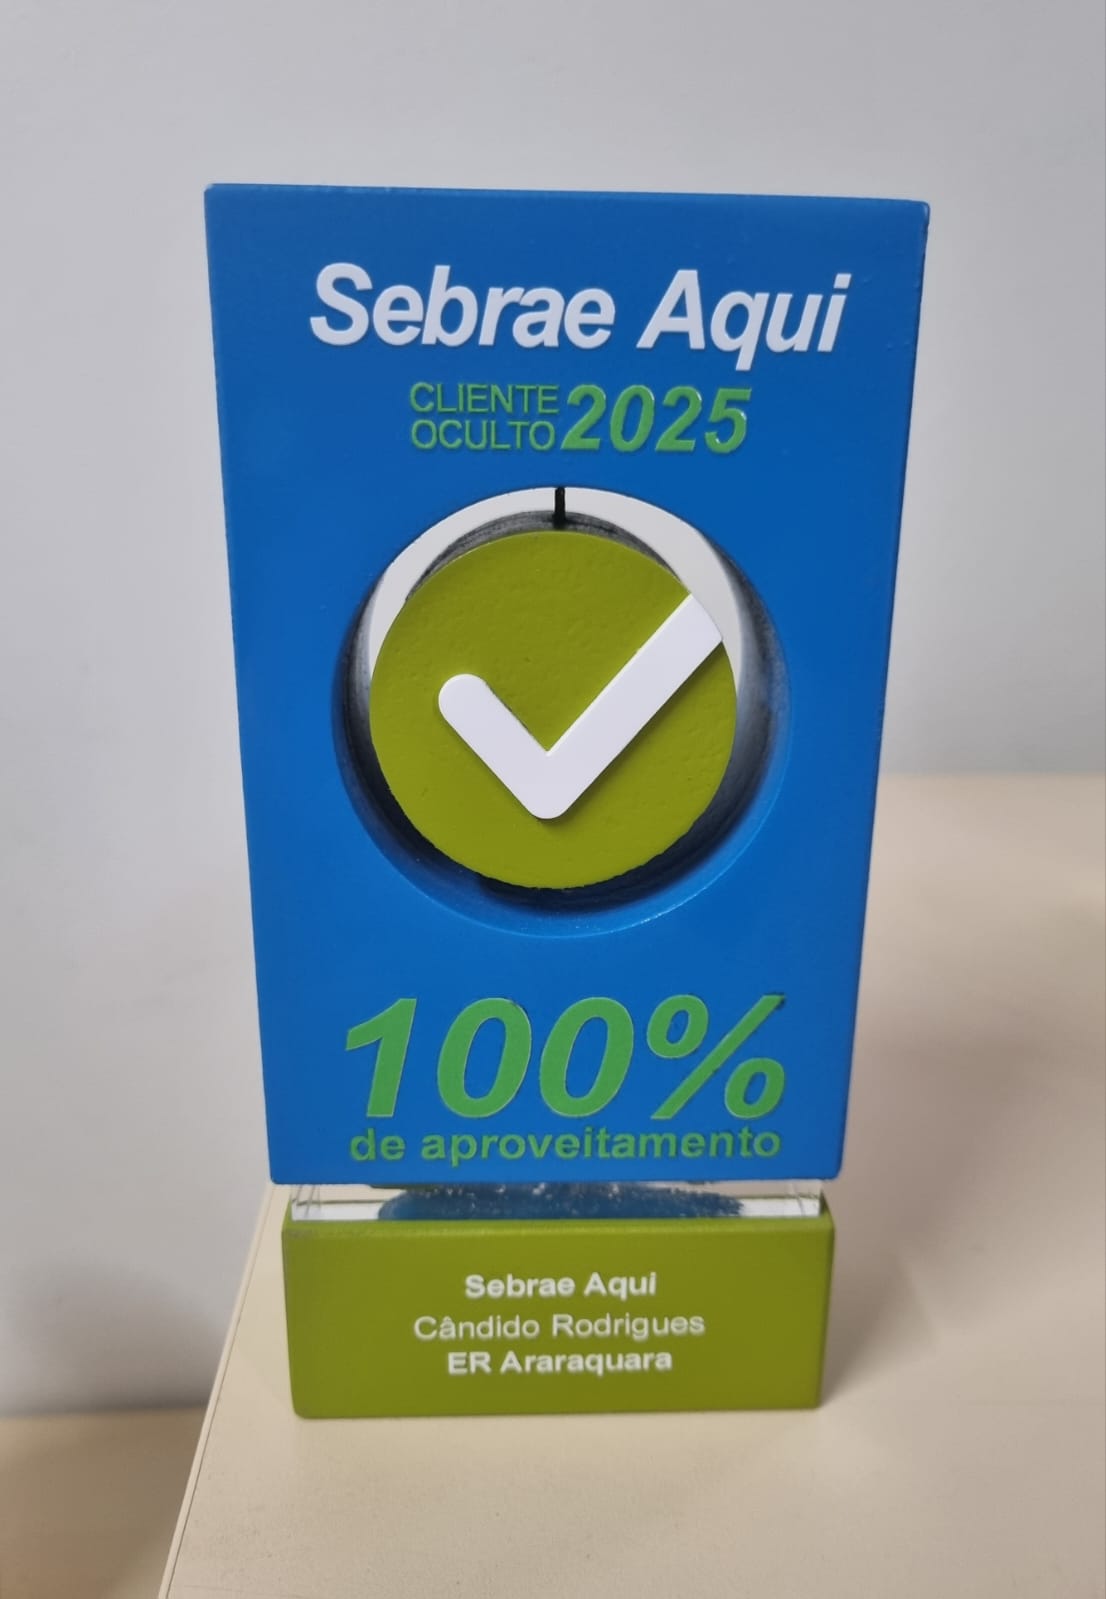 Sebrae Aqui
CLIENTE
OCULTO 2025
100%
de aproveitamento
Sebrae Aqui
Cândido Rodrigues
ER Araraquara